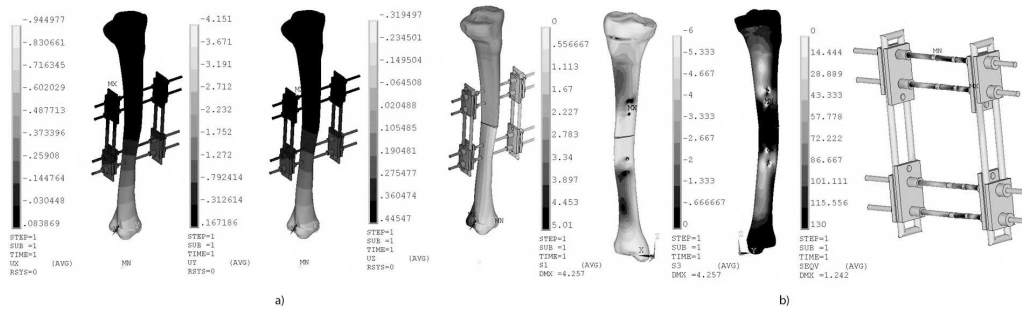 -.944977
-.830661
-.716345
-.602029
-.487713
-.373396
-.25908
-.144764
-.030448
.083869
STEP=1
SUB =1
TIME=1
UX (AVG)
RSYS=0
MX
MN
-4.151
-3.671
-3.191
-2.712
-2.232
-1.752
-1.272
-.792414
-.312614
.167186
STEP=1
SUB =1
TIME=1
UY (AVG)
RSYS=0
MN
-.319497
-.234501
-.149504
-.064508
.020488
.105485
.190481
.275477
.360474
.44547
STEP=1
SUB =1
TIME=1
UZ (AVG)
RSYS=0
MN
0
.556667
1.113
1.67
2.227
2.783
3.34
3.897
4.453
5.01
STEP=1
SUB =1
TIME=1
S1 (AVG)
DMX =4.257
MX
X
-6
-5.333
-4.667
-4
-3.333
-2.667
-2
-1.333
-.666667
0
STEP=1
SUB =1
TIME=1
S3 (AVG)
DMX =4.257
Y
0
14.444
28.889
43.333
57.778
72.222
86.667
101.111
115.556
130
STEP=1
SUB =1
TIME=1
SEQV (AVG)
DMX =1.242
MN
MX
a)
b)